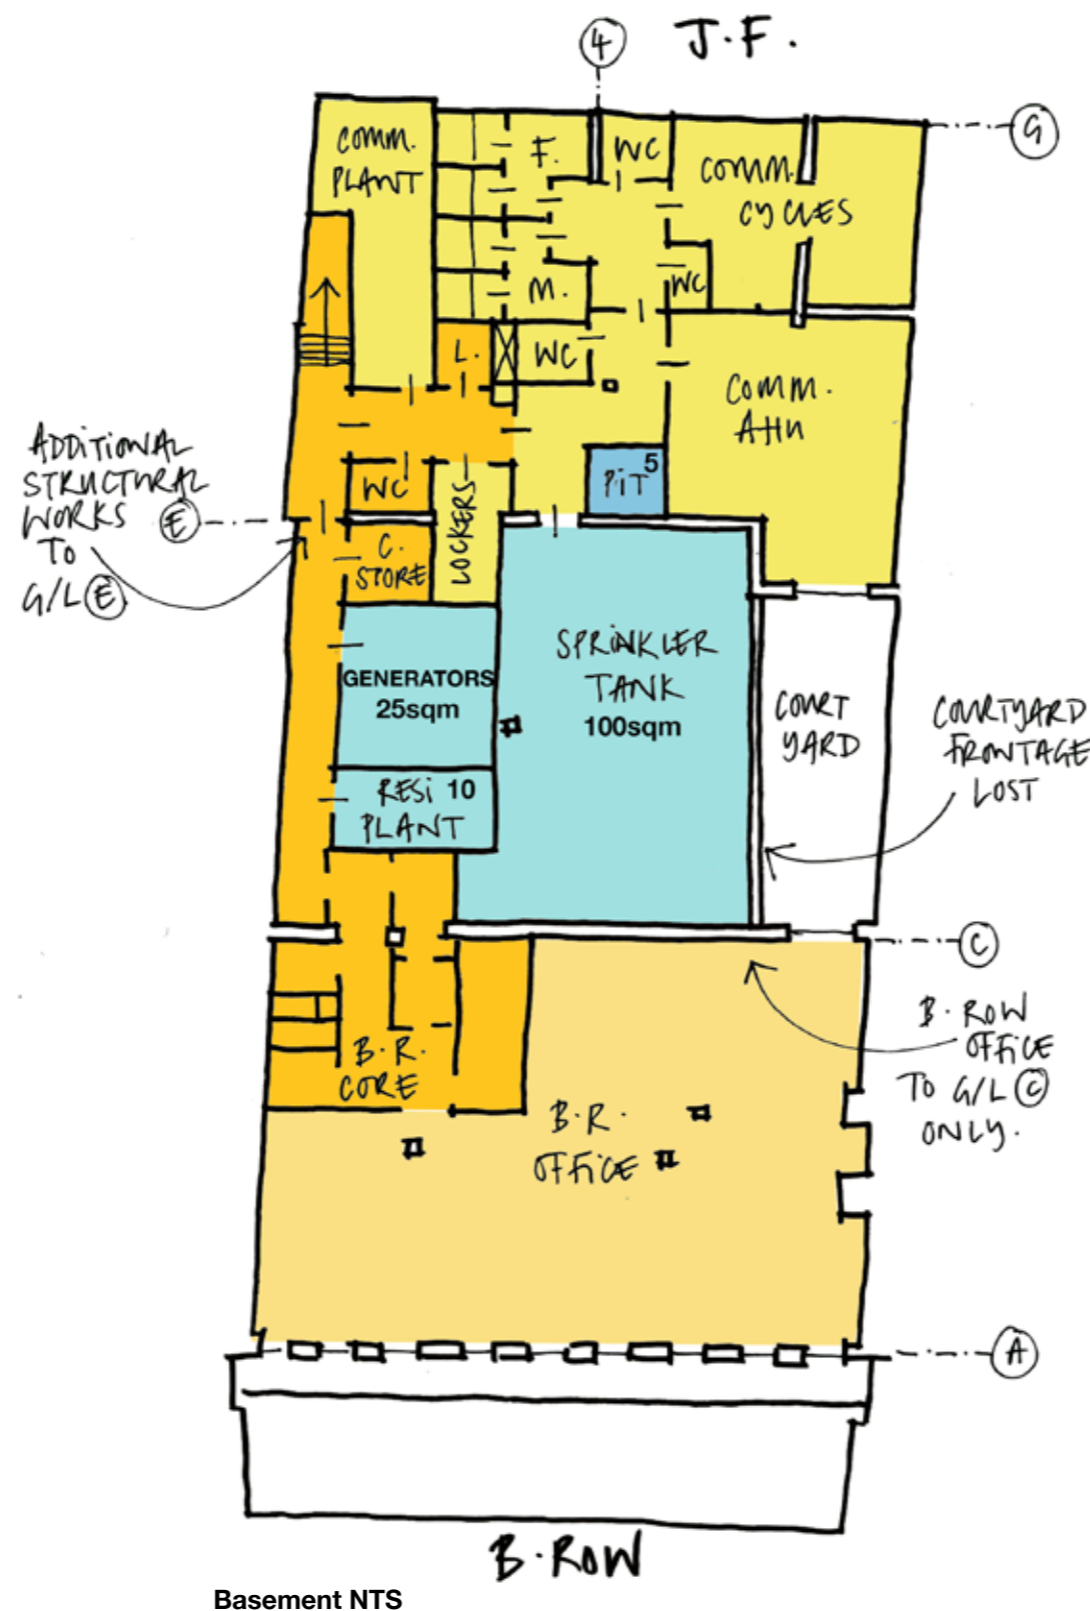 4
J.F.
G
COMM.
PLANT
F.
WC
COMM.
CYCLES
M.
WC
L.
WC
COMM.
AHU
ADDITIONAL
STRUCTURAL
WORKS
TO
G/L E
E
WC
LOCKERS
PIT 5
C.
STORE
GENERATORS
25sqm
SPRINKLER
TANK
100sqm
COURT
YARD
COURTYARD
FRONTAGE
LOST
RESI 10
PLANT
C
B.R.
CORE
B.ROW
OFFICE
TO G/L C
ONLY.
B.R.
OFFICE
A
B.ROW
Basement NTS